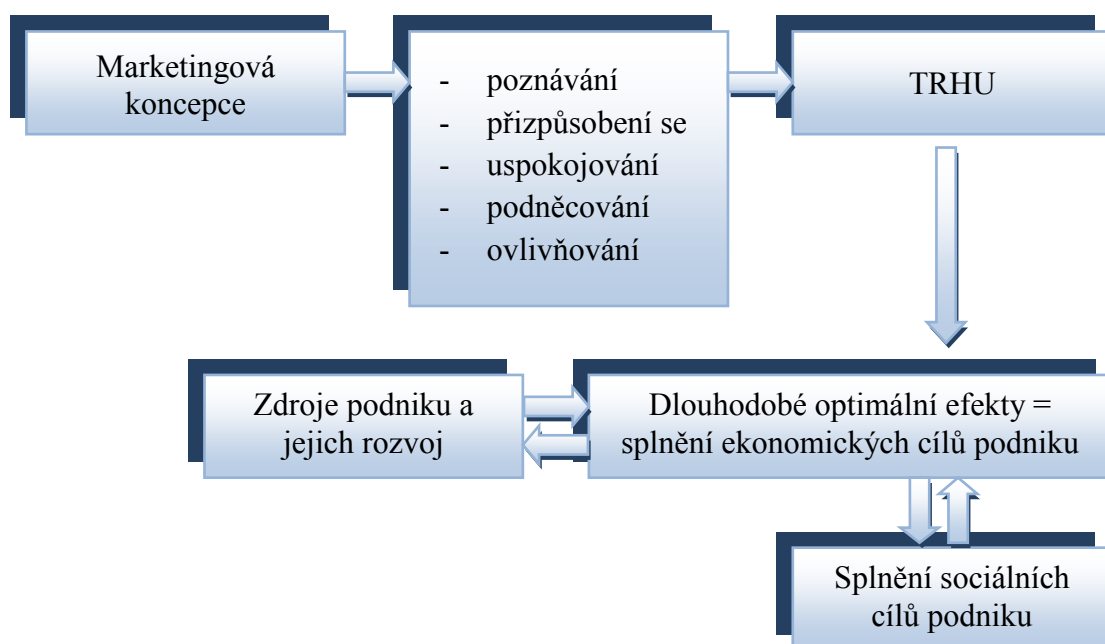 Marketingová
koncepce
- poznávání
- přizpůsobení se
- uspokojování
- podněcování
- ovlivňování
TRHU
Zdroje podniku a
jejich rozvoj
Dlouhodobé optimální efekty =
splnění ekonomických cílů podniku
Splnění sociálních
cílů podniku